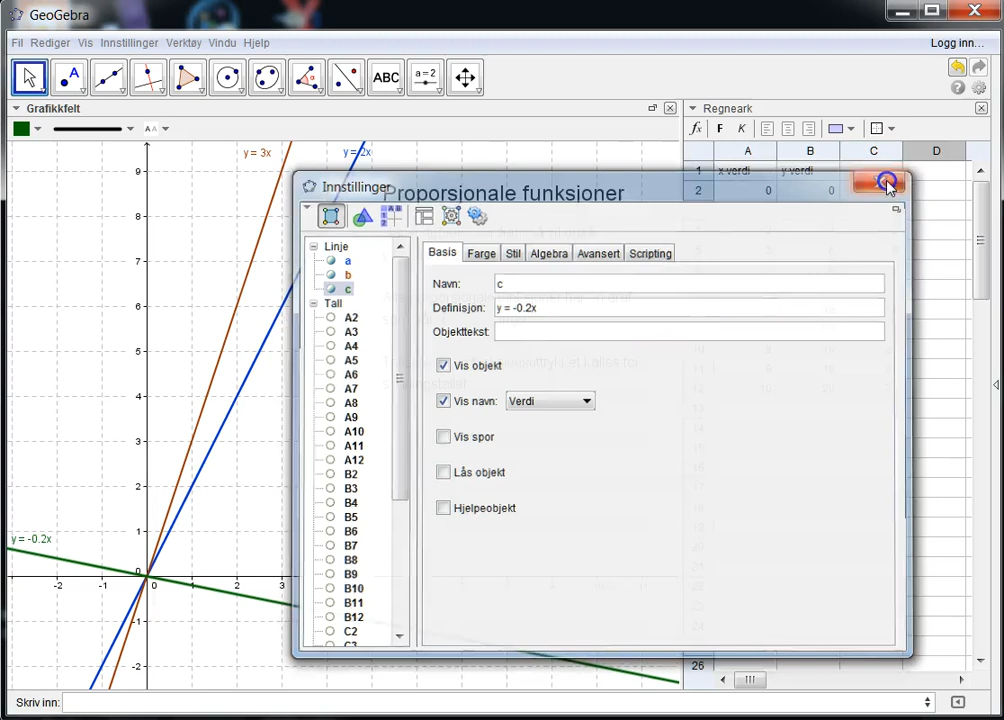 GeoGebra
Fil Rediger Vis Innstillinger Verktøy Vindu Hjelp Logg inn...
ABC a=2
Grafikkfelt
Regneark
A A
F K
y = 3x
y = 2x
y = -0.2x
9
8
7
6
5
4
3
2
1
0
-1
-2
-2 -1 0 1 2 3
A B C D
1 x-verdi y-verdi
2 0 0
Innstillinger
Proporsjonale funksjoner
Linje
a
b
c
Tall
A2
A3
A4
A5
A6
A7
A8
A9
A10
A11
A12
B2
B3
B4
B5
B6
B7
B8
B9
B10
B11
B12
C2
C3
Basis Farge Stil Algebra Avansert Scripting
Navn: c
Definisjon: y = -0.2x
Objekttekst:
Vis objekt
Vis navn: Verdi
Vis spor
Lås objekt
Hjelpeobjekt
26
Skriv inn: